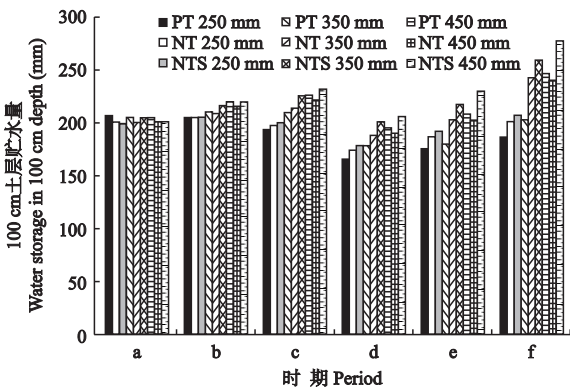 300
250
200
150
100
50
0
100 cm土层贮水量
Water storage in 100 cm depth (mm)
PT 250 mm PT 350 mm PT 450 mm
NT 250 mm NT 350 mm NT 450 mm
NTS 250 mm NTS 350 mm NTS 450 mm
a b c d e f
时 期 Period